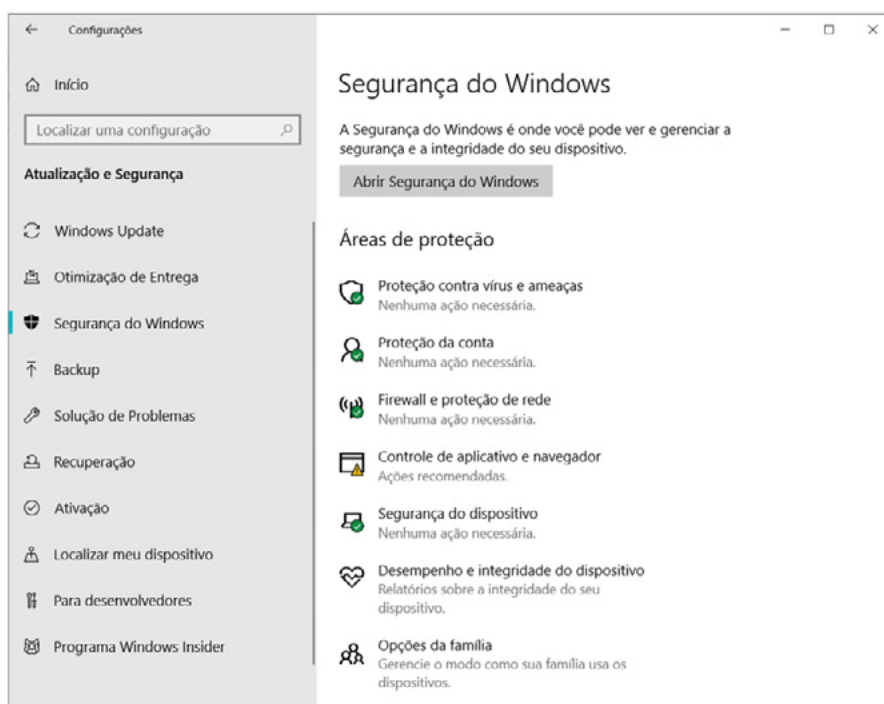 Configurações
Início
Localizar uma configuração
Atualização e Segurança
Windows Update
Otimização de Entrega
Segurança do Windows
Backup
Solução de Problemas
Recuperação
Ativação
Localizar meu dispositivo
Para desenvolvedores
Programa Windows Insider
Segurança do Windows
A Segurança do Windows é onde você pode ver e gerenciar a
segurança e a integridade do seu dispositivo.
Abrir Segurança do Windows
Áreas de proteção
Proteção contra vírus e ameaças
Nenhuma ação necessária.
Proteção da conta
Nenhuma ação necessária.
Firewall e proteção de rede
Nenhuma ação necessária.
Controle de aplicativo e navegador
Ações recomendadas.
Segurança do dispositivo
Nenhuma ação necessária.
Desempenho e integridade do dispositivo
Relatórios sobre a integridade do seu
dispositivo.
Opções da família
Gerencie o modo como sua família usa os
dispositivos.